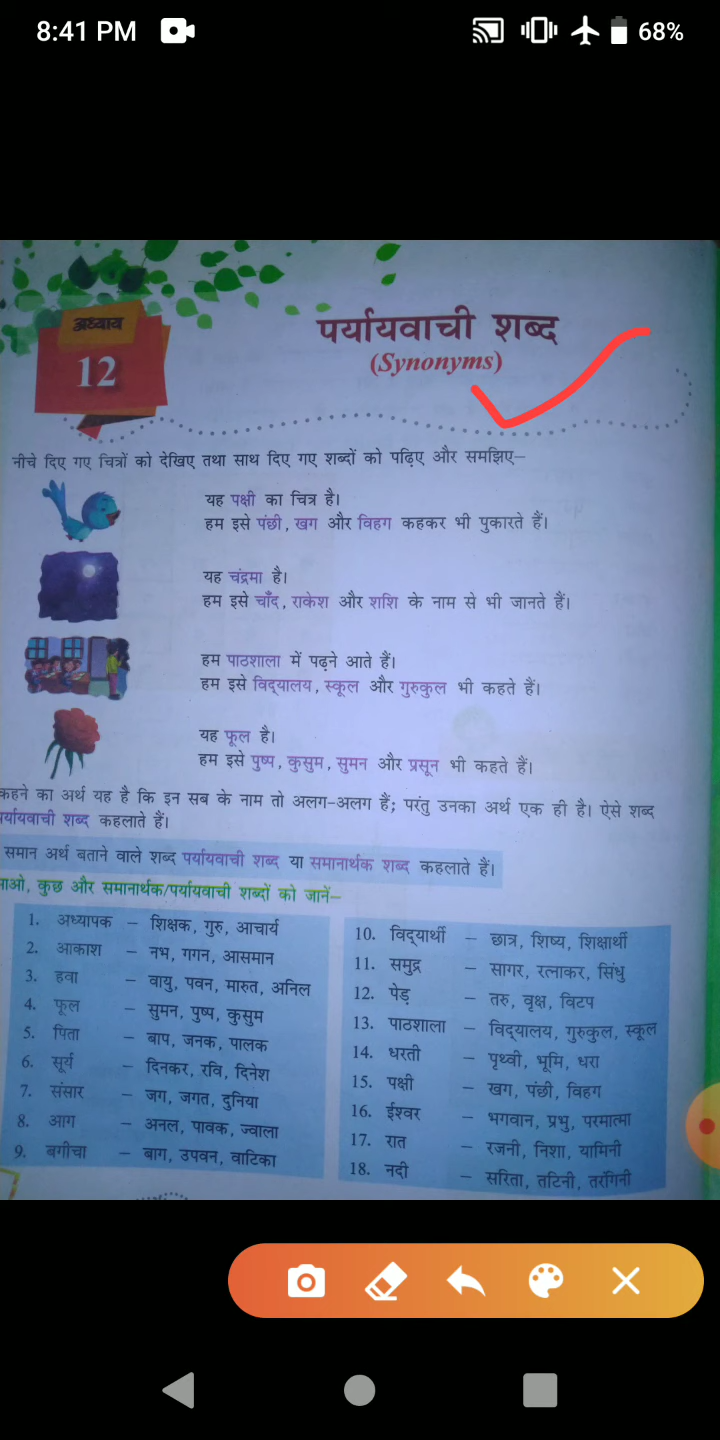 8:41 PM
68%
अध्याय
12
पर्यायवाची शब्द
(Synonyms)
नीचे दिए गए चित्रों को देखिए तथा साथ दिए गए शब्दों को पढ़िए और समझिए–
यह पक्षी का चित्र है।
हम इसे पंछी, खग और विहग कहकर भी पुकारते हैं।
यह चंद्रमा है।
हम इसे चाँद, राकेश और शशि के नाम से भी जानते हैं।
हम पाठशाला में पढ़ने आते हैं।
हम इसे विद्यालय, स्कूल और गुरुकुल भी कहते हैं।
यह फूल है।
हम इसे पुष्प, कुसुम, सुमन और प्रसून भी कहते हैं।
कहने का अर्थ यह है कि इन सब के नाम तो अलग-अलग हैं; परंतु उनका अर्थ एक ही है। ऐसे शब्द
पर्यायवाची शब्द कहलाते हैं।
समान अर्थ बताने वाले शब्द पर्यायवाची शब्द या समानार्थक शब्द कहलाते हैं।
कुछ और समानार्थक/पर्यायवाची शब्दों को जानें–
1. अध्यापक – शिक्षक, गुरु, आचार्य
2. आकाश – नभ, गगन, आसमान
3. हवा – वायु, पवन, मारुत, अनिल
4. फूल – सुमन, पुष्प, कुसुम
5. पिता – बाप, जनक, पालक
6. सूर्य – दिनकर, रवि, दिनेश
7. संसार – जग, जगत, दुनिया
8. आग – अनल, पावक, ज्वाला
9. बगीचा – बाग, उपवन, वाटिका
10. विद्यार्थी – छात्र, शिष्य, शिक्षार्थी
11. समुद्र – सागर, रत्नाकर, सिंधु
12. पेड़ – तरु, वृक्ष, विटप
13. पाठशाला – विद्यालय, गुरुकुल, स्कूल
14. धरती – पृथ्वी, भूमि, धरा
15. पक्षी – खग, पंछी, विहग
16. ईश्वर – भगवान, प्रभु, परमात्मा
17. रात – रजनी, निशा, यामिनी
18. नदी – सरिता, तटिनी, तरंगिनी